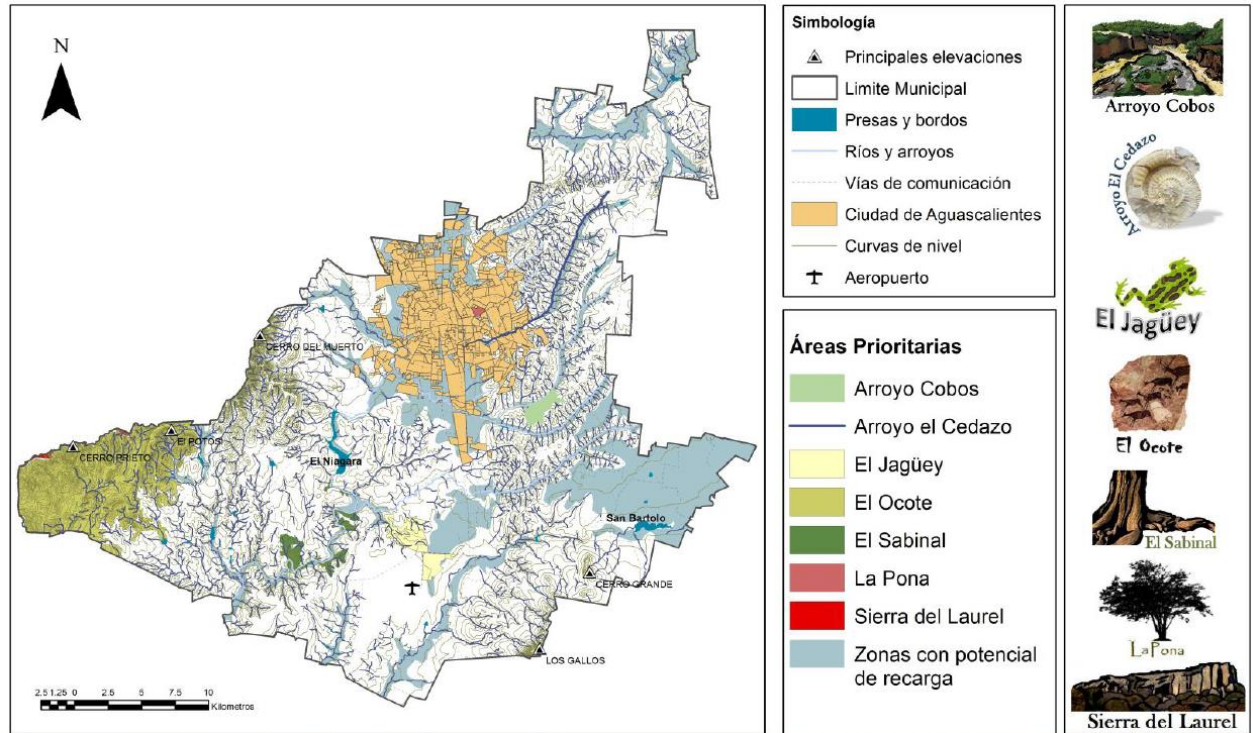 N
CERRO DEL MUERTO
El POTOSI
CERRO PRIETO
El Niagara
San Bartolo
CERRO GRANDE
LOS GALLOS
2.5 1.25 0 2.5 5 7.5 10
Kilometros
Simbología
Principales elevaciones
Limite Municipal
Presas y bordos
Ríos y arroyos
Vías de comunicación
Ciudad de Aguascalientes
Curvas de nivel
Aeropuerto
Áreas Prioritarias
Arroyo Cobos
Arroyo el Cedazo
El Jagüey
El Ocote
El Sabinal
La Pona
Sierra del Laurel
Zonas con potencial
de recarga
Arroyo Cobos
Arroyo El Cedazo
El Jagüey
El Ocote
El Sabinal
La Pona
Sierra del Laurel